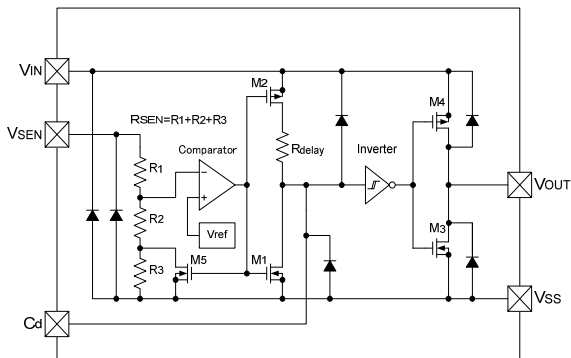 VIN
M2
M4
RSEN=R1+R2+R3
VSEN
Comparator
Rdelay
Inverter
R1
−
+
R2
Vref
VOUT
M3
R3
M5
M1
VSS
Cd